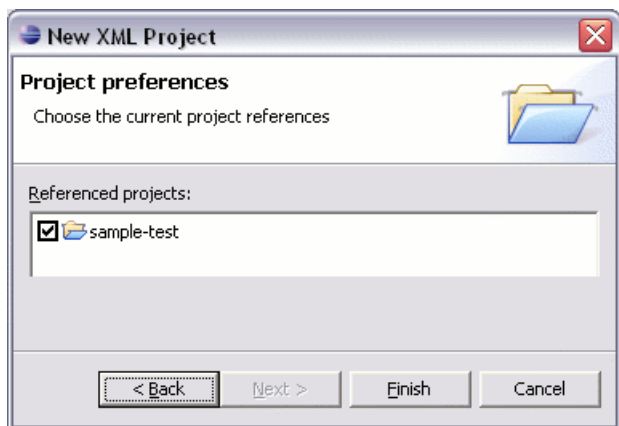 New XML Project
Project preferences
Choose the current project references
Referenced projects:
sample-test
< Back Next > Finish Cancel